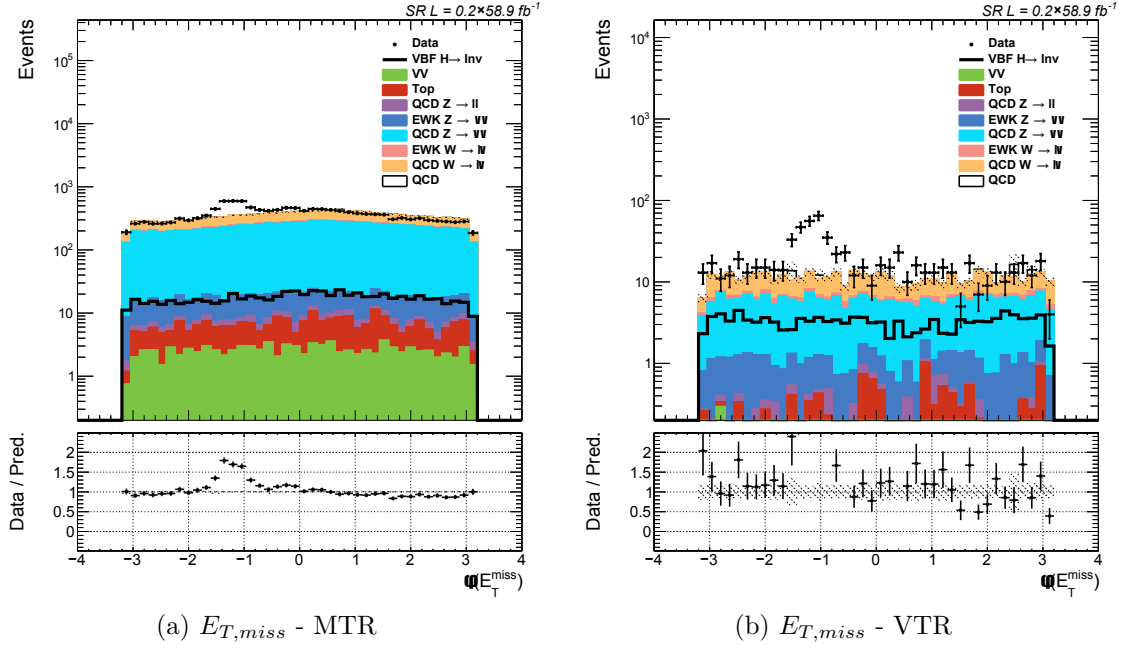 SR L = 0.2×58.9 fb⁻¹
Events
10⁵
10⁴
10³
10²
10
1
Data
VBF H→ Inv
VV
Top
QCD Z → ll
EWK Z → νν
QCD Z → νν
EWK W → lν
QCD W → lν
QCD
Data / Pred.
2
1.5
1
0.5
0
−4 −3 −2 −1 0 1 2 3 4
φ(E_T^miss)
(a) E_T,miss - MTR
SR L = 0.2×58.9 fb⁻¹
Events
10⁴
10³
10²
10
1
Data
VBF H→ Inv
VV
Top
QCD Z → ll
EWK Z → νν
QCD Z → νν
EWK W → lν
QCD W → lν
QCD
Data / Pred.
2
1.5
1
0.5
0
−4 −3 −2 −1 0 1 2 3 4
φ(E_T^miss)
(b) E_T,miss - VTR